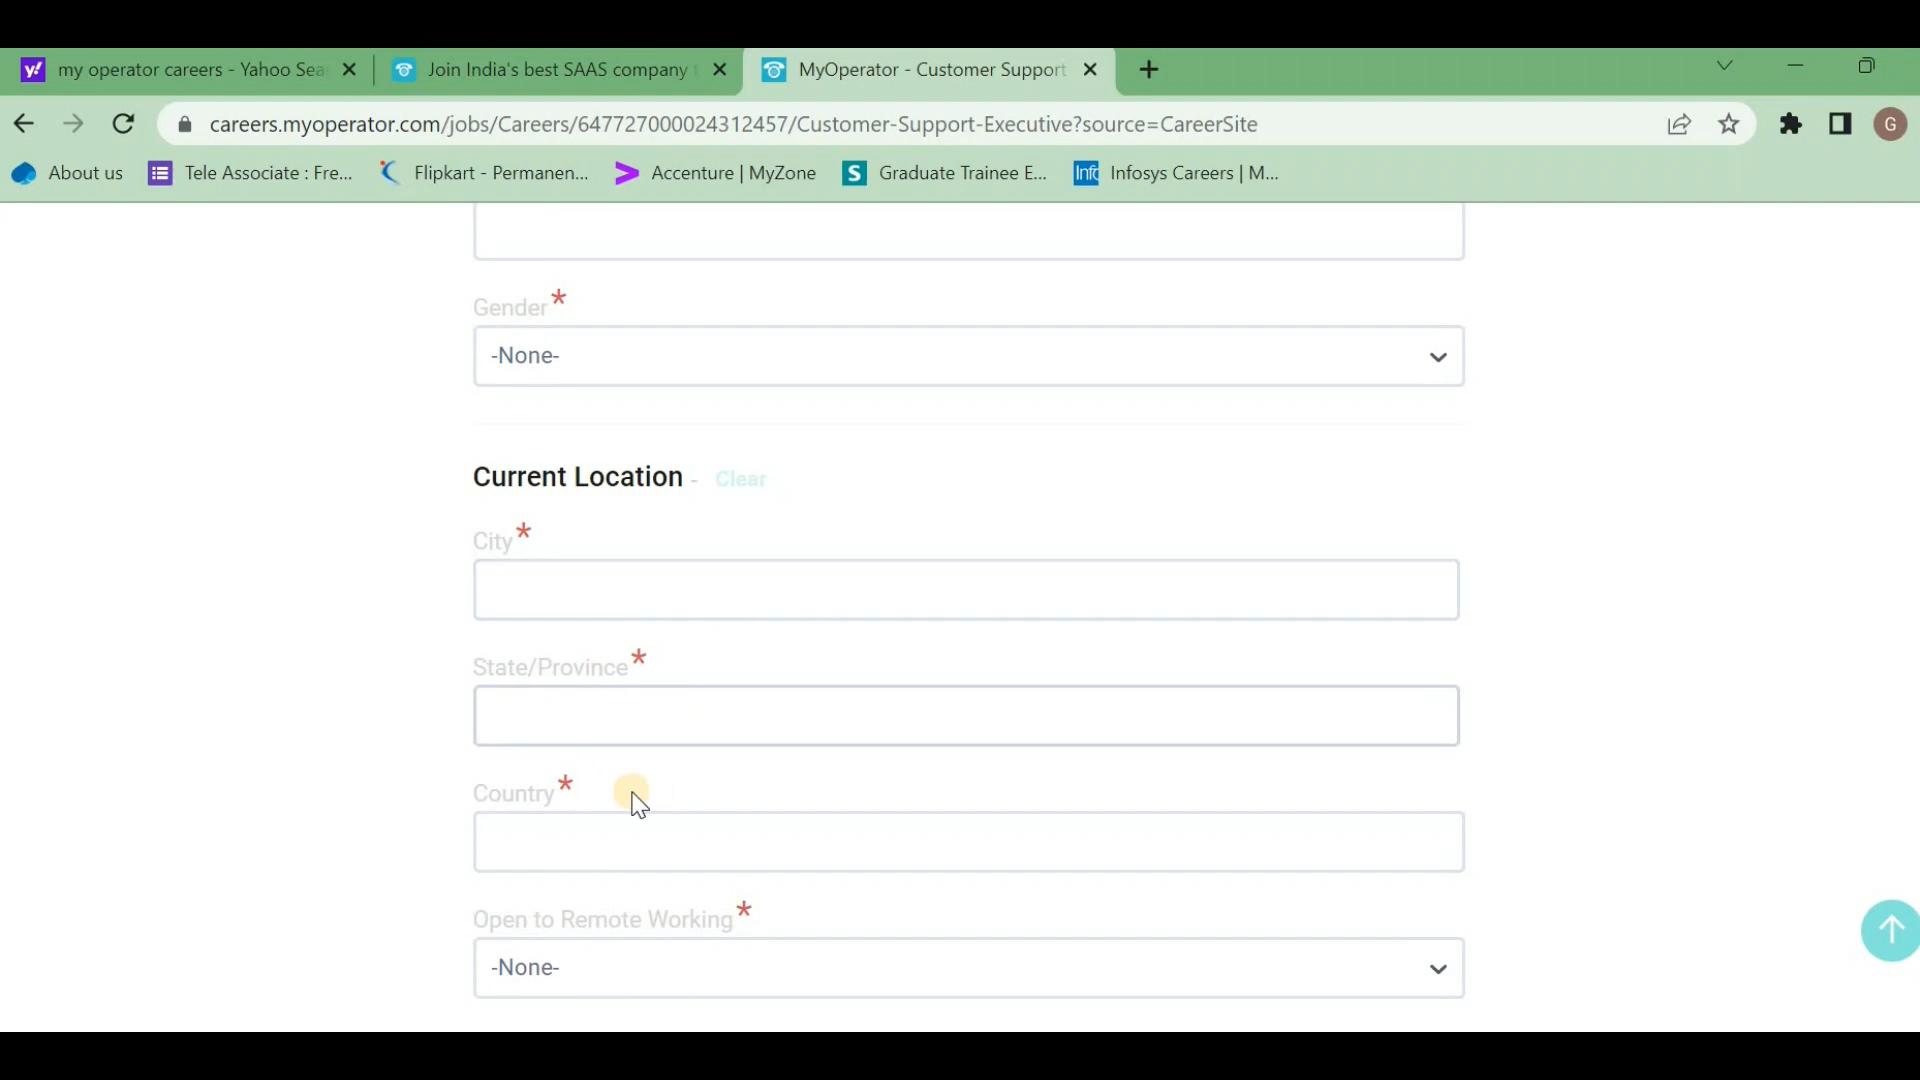 my operator careers - Yahoo Sea
Join India's best SAAS company
MyOperator - Customer Support
careers.myoperator.com/jobs/Careers/647727000024312457/Customer-Support-Executive?source=CareerSite
G
About us
Tele Associate : Fre...
Flipkart - Permanen...
Accenture | MyZone
S
Graduate Trainee E...
Infosys Careers | M...
Gender*
-None-
Current Location - Clear
City*
State/Province*
Country*
Open to Remote Working*
-None-